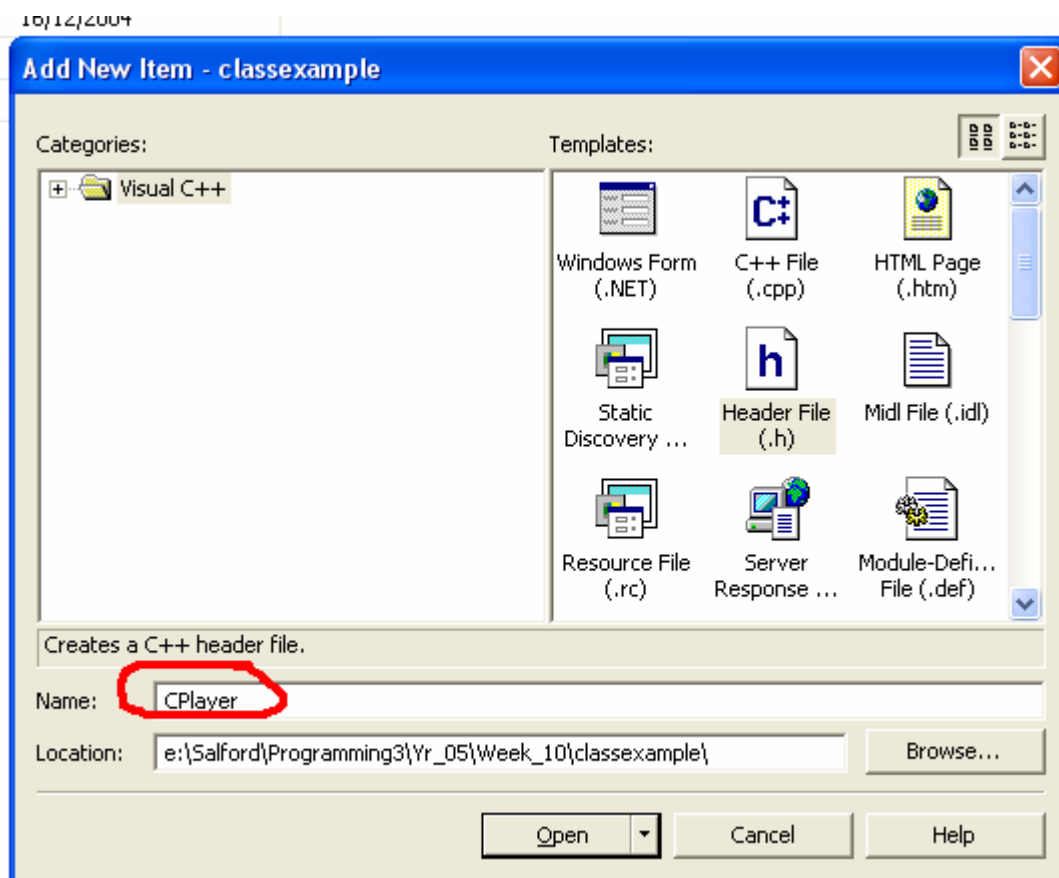 16/12/2004
Add New Item - classexample
Categories:
Templates:
Visual C++
Windows Form
(.NET)
C++ File
(.cpp)
HTML Page
(.htm)
Static
Discovery ...
Header File
(.h)
Midl File (.idl)
Resource File
(.rc)
Server
Response ...
Module-Defi...
File (.def)
Creates a C++ header file.
Name: CPlayer
Location: e:\Salford\Programming3\Yr_05\Week_10\classexample\ Browse...
Open Cancel Help